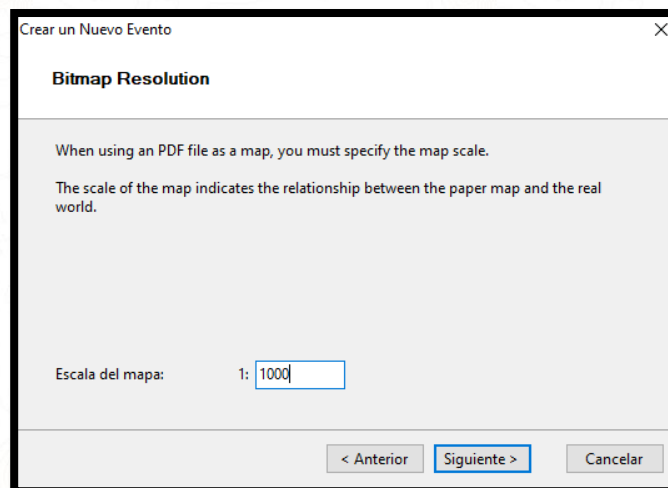 Crear un Nuevo Evento
Bitmap Resolution
When using an PDF file as a map, you must specify the map scale.
The scale of the map indicates the relationship between the paper map and the real
world.
Escala del mapa: 1: 1000
< Anterior Siguiente > Cancelar